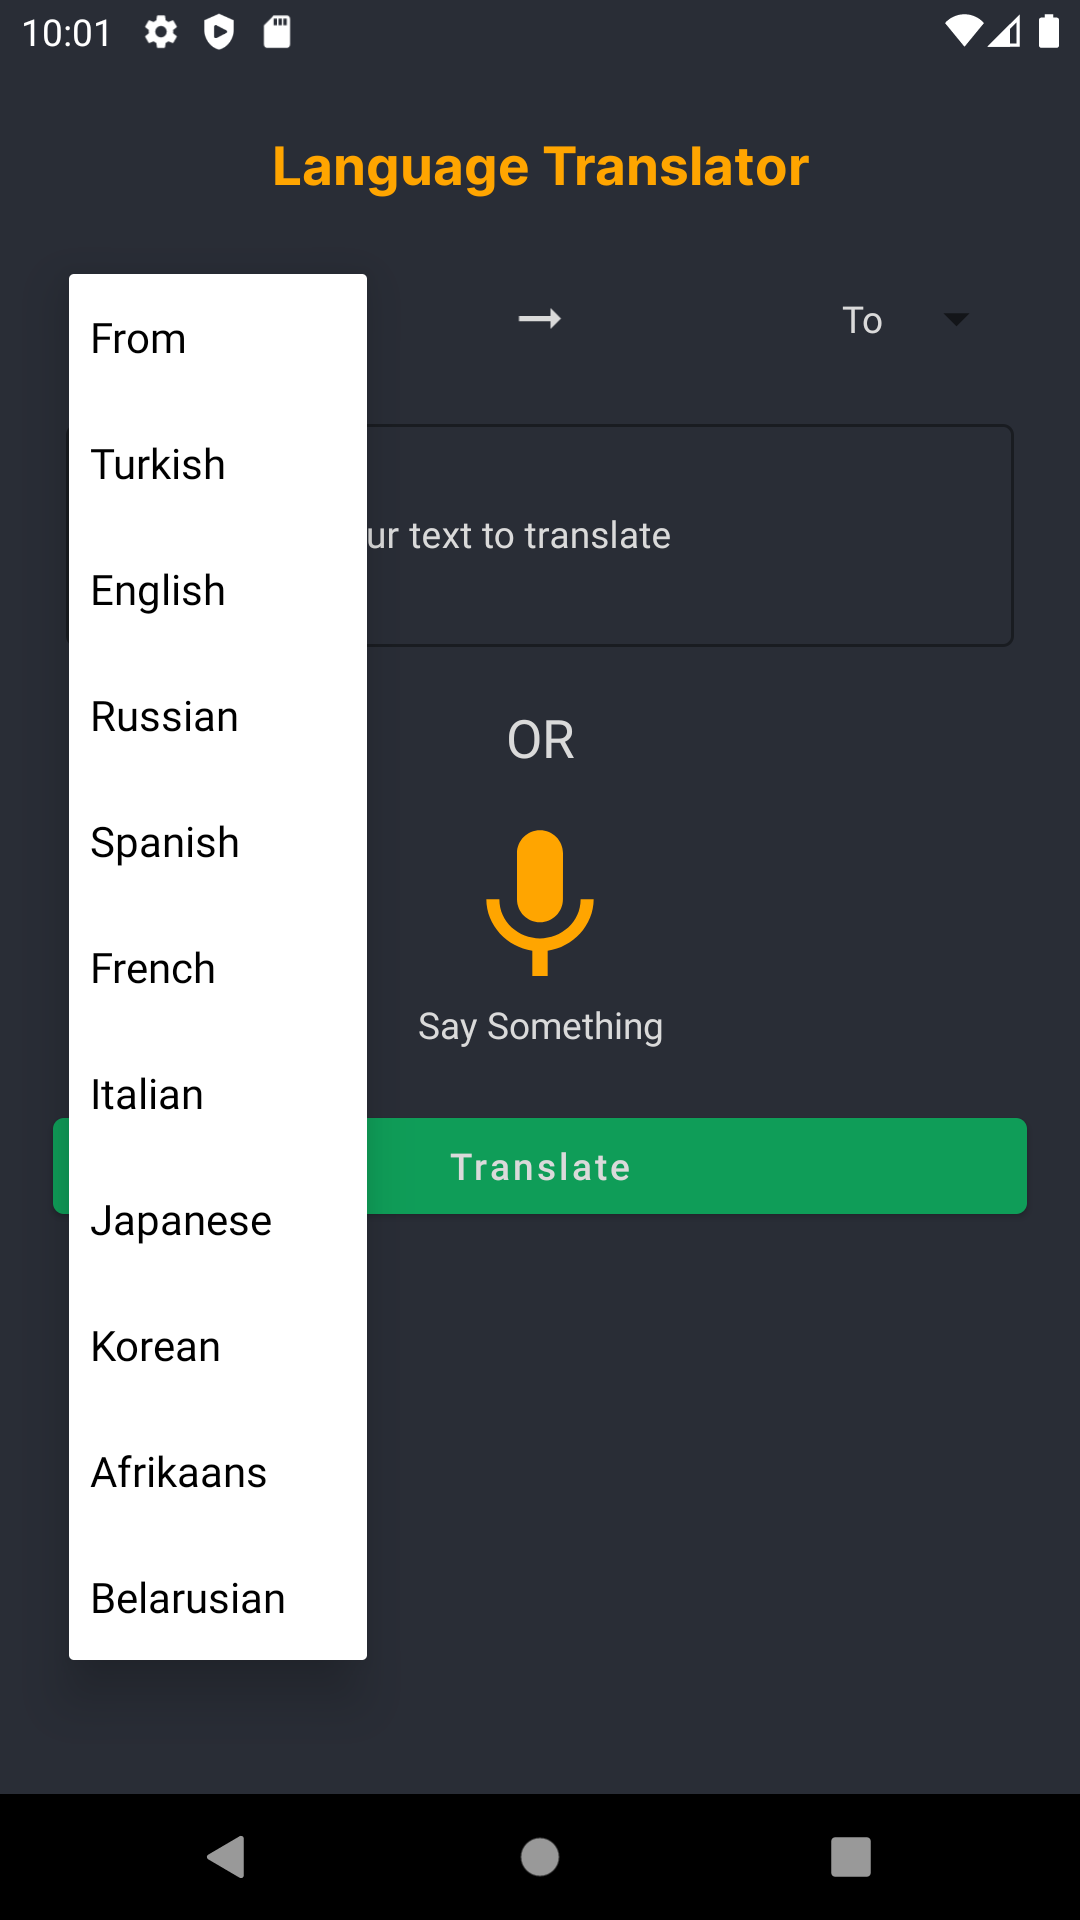 10:01
Language Translator
From
To
Turkish
ur text to translate
English
Russian
OR
Spanish
French
Say Something
Italian
Translate
Japanese
Korean
Afrikaans
Belarusian